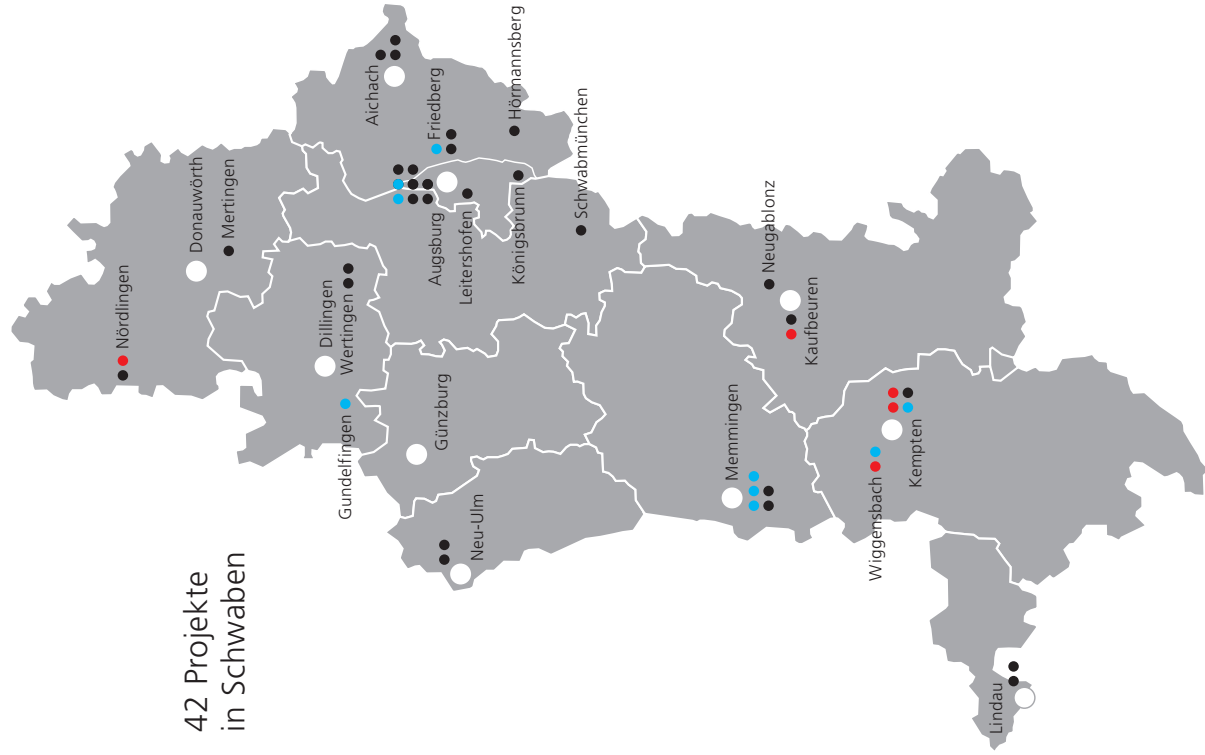 42 Projekte
in Schwaben
Nördlingen
Donauwörth
Mertingen
Dillingen
Wertingen
Gundelfingen
Günzburg
Neu-Ulm
Aichach
Friedberg
Augsburg
Leitershofen
Hörmannsberg
Königsbrunn
Schwabmünchen
Memmingen
Neugablonz
Kaufbeuren
Wiggensbach
Kempten
Lindau